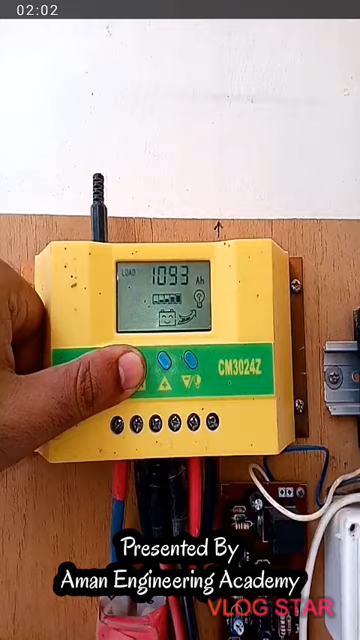 02:02
LOAD 1093 Ah
CM3024Z
Presented By
Aman Engineering Academy
VLOG STAR